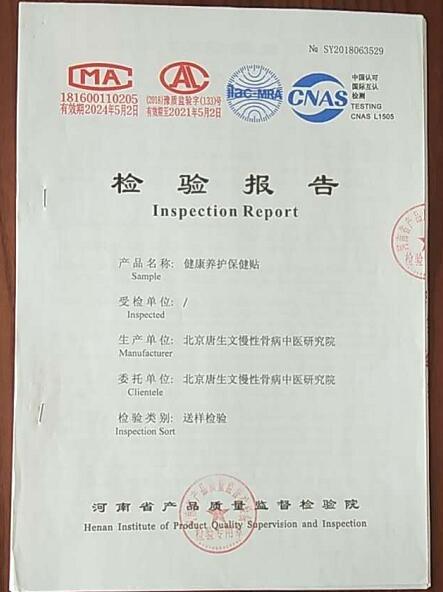 № SY2018063529
MA
181600110205
有效期2024年5月2日
CAL
(2018)豫质监验字(133)号
有效期至2021年5月2日
ilac-MRA
CNAS
中国认可
国际互认
检测
TESTING
CNAS L1505
检验报告
Inspection Report
产品名称: 健康养护保健贴
Sample
受检单位: /
Inspected
生产单位: 北京唐生文慢性骨病中医研究院
Manufacturer
委托单位: 北京唐生文慢性骨病中医研究院
Clientele
检验类别: 送样检验
Inspection Sort
河南省产品质量监督检验院
Henan Institute of Product Quality Supervision and Inspection